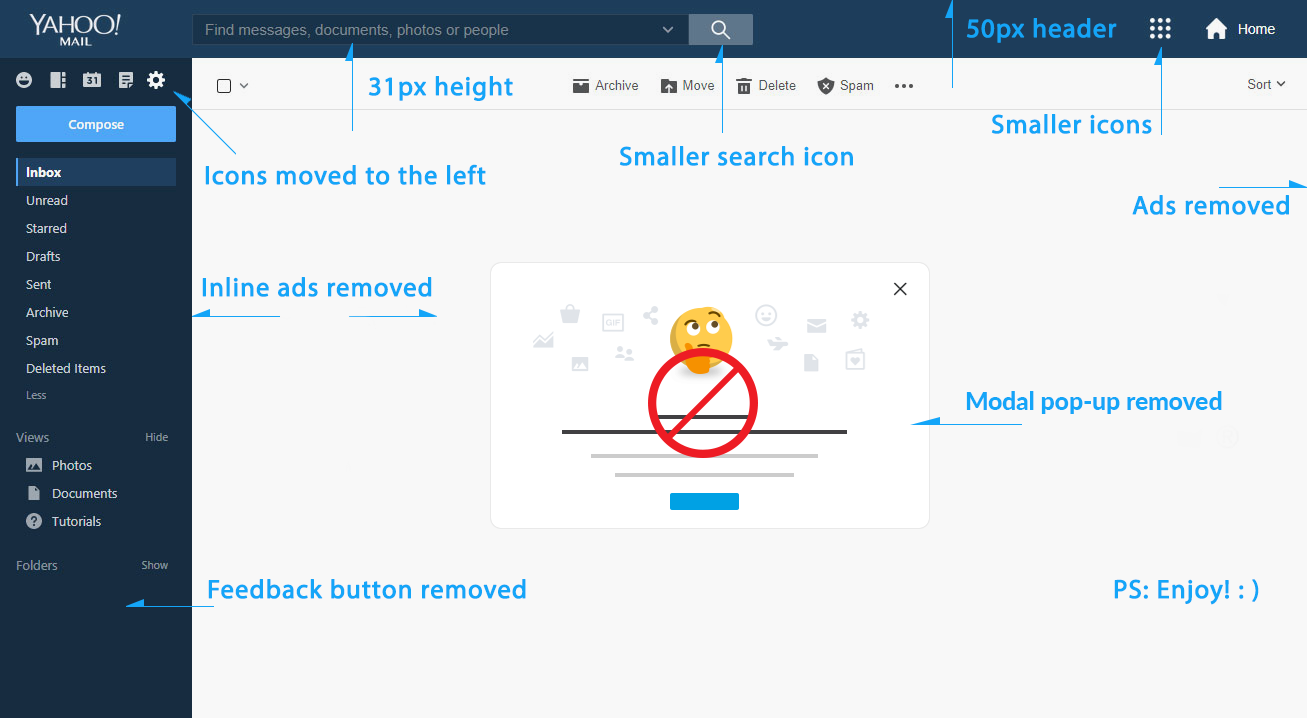 YAHOO!
MAIL
Find messages, documents, photos or people
50px header
Home
31
31px height
Archive
Move
Delete
Spam
Sort
Compose
Smaller search icon
Smaller icons
Icons moved to the left
Inbox
Unread
Starred
Drafts
Sent
Archive
Spam
Deleted Items
Less
Ads removed
Inline ads removed
GIF
Modal pop-up removed
Views
Hide
Photos
Documents
Tutorials
Folders
Show
Feedback button removed
PS: Enjoy! : )